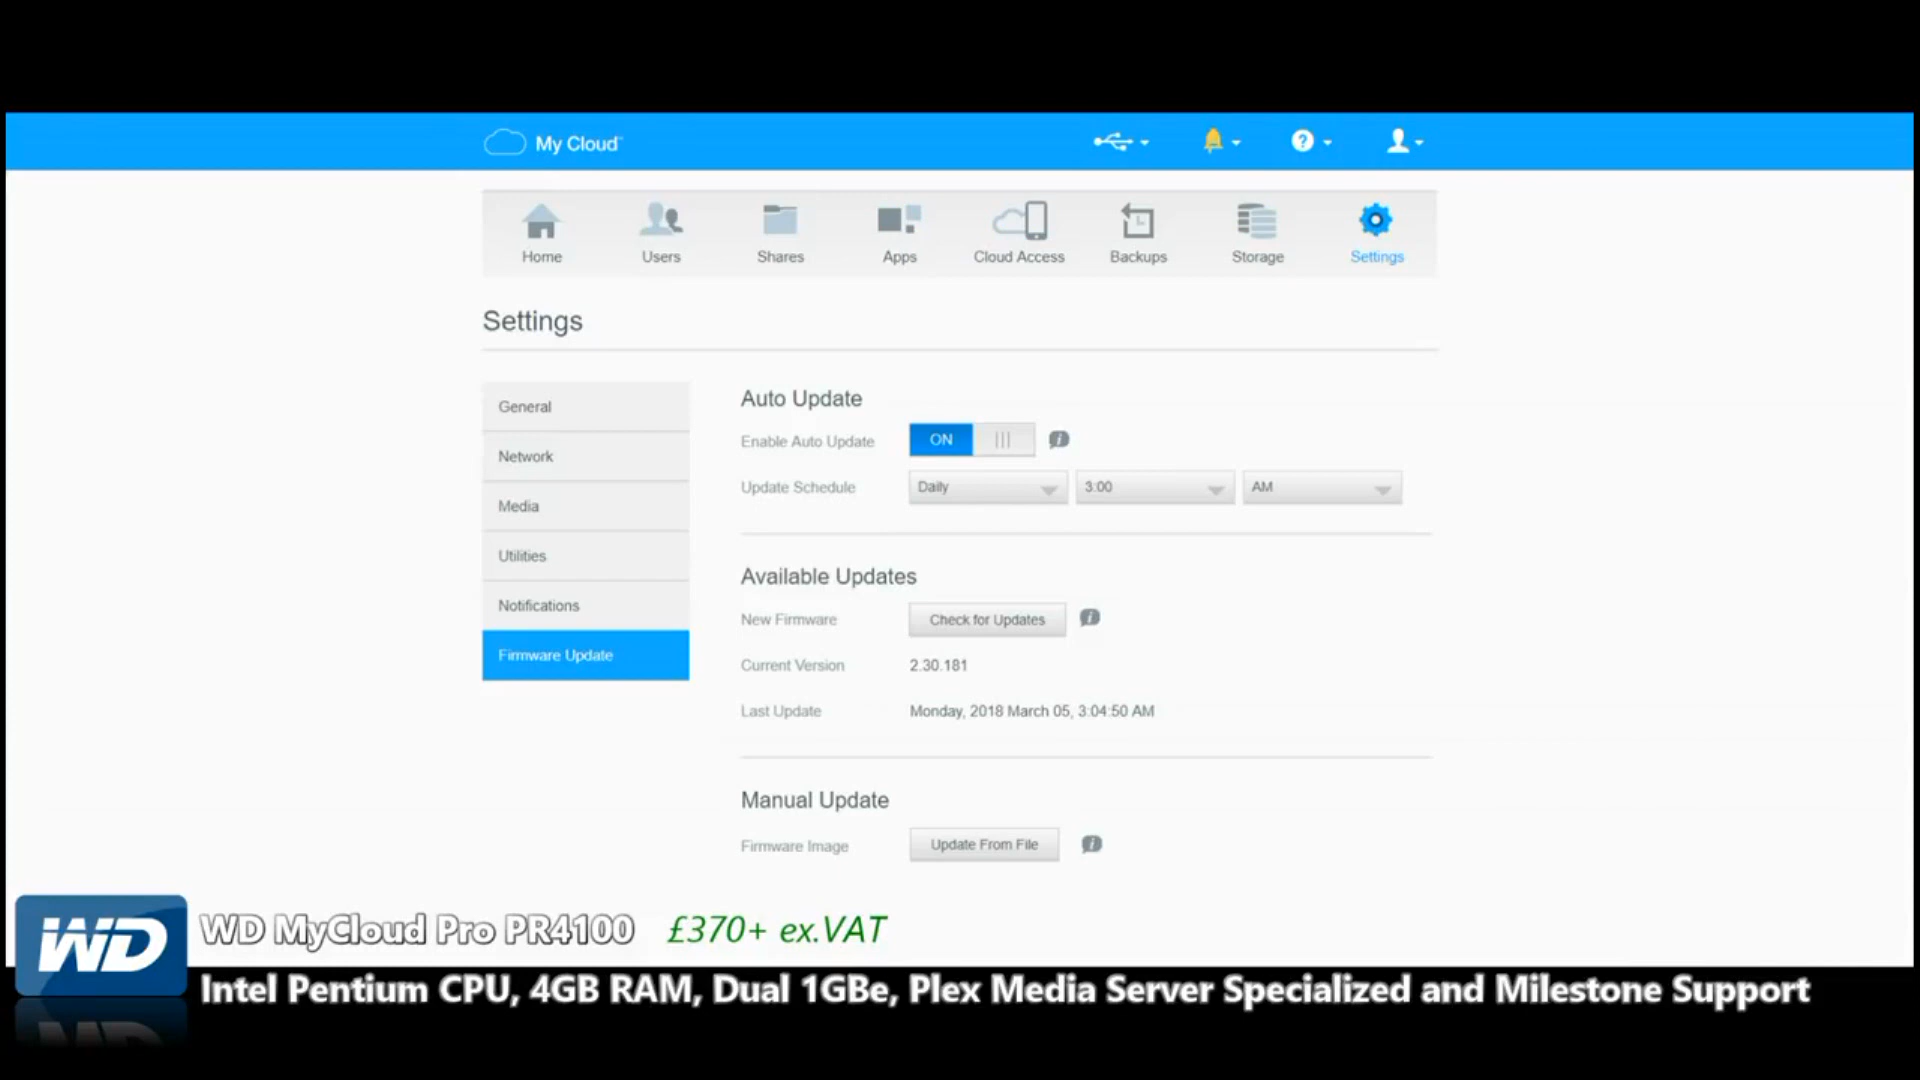 My Cloud™
Home Users Shares Apps Cloud Access Backups Storage Settings
Settings
General
Network
Media
Utilities
Notifications
Firmware Update
Auto Update
Enable Auto Update ON
Update Schedule Daily 3:00 AM
Available Updates
New Firmware Check for Updates
Current Version 2.30.181
Last Update Monday, 2018 March 05, 3:04:50 AM
Manual Update
Firmware Image Update From File
WD
WD MyCloud Pro PR4100 £370+ ex.VAT
Intel Pentium CPU, 4GB RAM, Dual 1GBe, Plex Media Server Specialized and Milestone Support